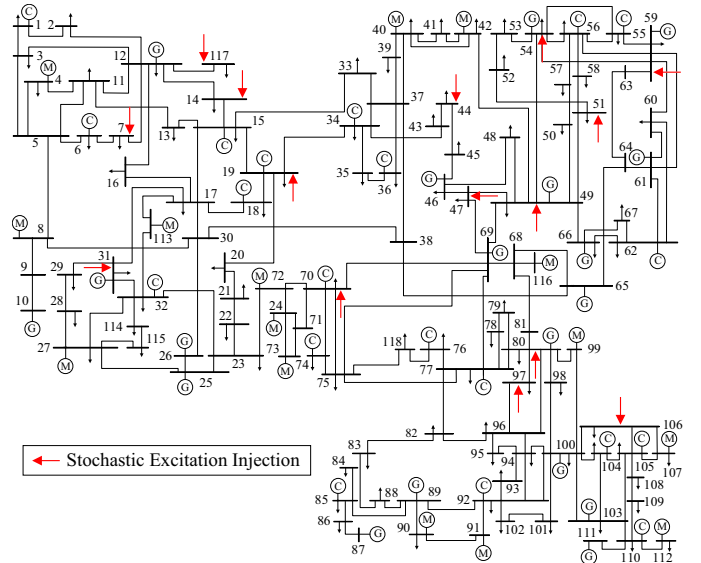 C G M C G C 59
1 2 12 117 40 41 42 53 54 56 55 G
3 M 11 39 33 52 57 58 63
4 14 37 44 51 60
C 13 15 34 43 48 50 64 G
5 6 7 C 45 61
16 19 C C G G
17 35 36 46 47 49 67
C 18 69 66 62
M 113 M 30 38 68 G G C
8 31 20 M 72 70 C M 116 65 G
9 29 G C 21 79
10 28 32 24 71 78 81
G 114 22 C 118 C 76 80 G M 99
27 115 G 26 23 73 74 75 77 97 98
M M 25 M C
G 82 96 100 106
83 95 94 G C C M
84 G C 93 104 105 107
C 85 88 89 92 108
86 G M G 109
87 90 91 102 101 103
M G 111 C M
G 110 112
Stochastic Excitation Injection